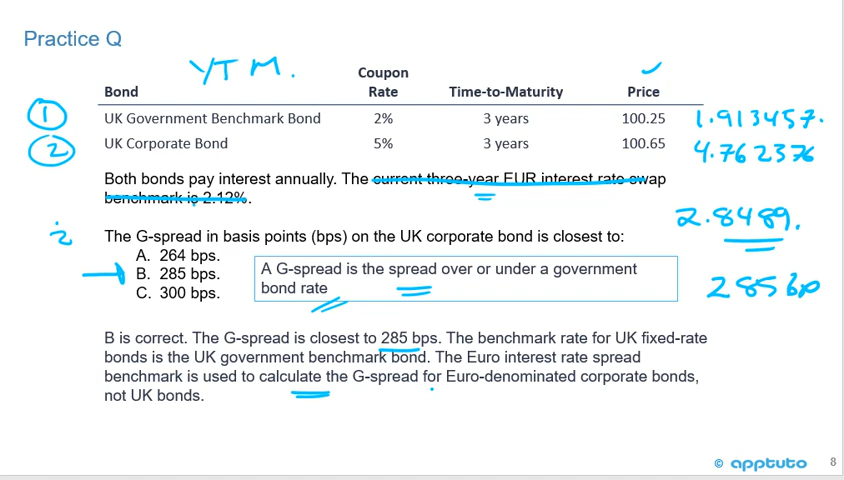 Practice Q
YTM.
Coupon
Bond Rate Time-to-Maturity Price
① UK Government Benchmark Bond 2% 3 years 100.25 1.913457.
② UK Corporate Bond 5% 3 years 100.65 4.762376
Both bonds pay interest annually. The current three-year EUR interest rate swap
benchmark is 2.12%.
2.8489.
The G-spread in basis points (bps) on the UK corporate bond is closest to:
A. 264 bps.
B. 285 bps.
C. 300 bps.
A G-spread is the spread over or under a government
bond rate
285 bp
B is correct. The G-spread is closest to 285 bps. The benchmark rate for UK fixed-rate
bonds is the UK government benchmark bond. The Euro interest rate spread
benchmark is used to calculate the G-spread for Euro-denominated corporate bonds,
not UK bonds.
© apptuto 8